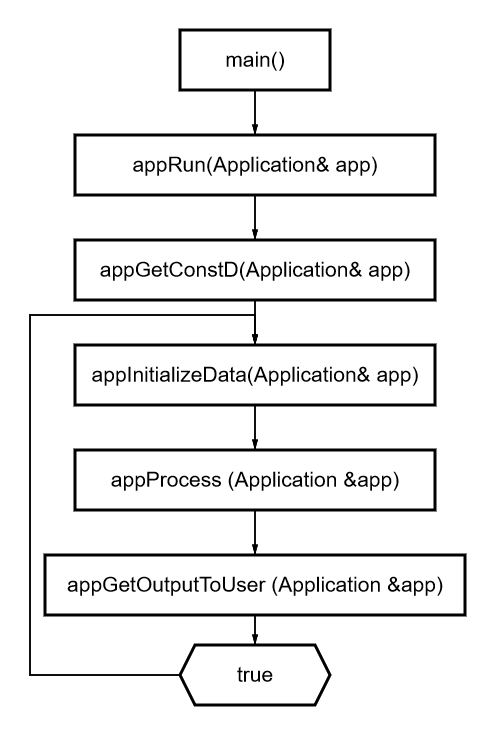 main()
appRun(Application& app)
appGetConstD(Application& app)
appInitializeData(Application& app)
appProcess (Application &app)
appGetOutputToUser (Application &app)
true